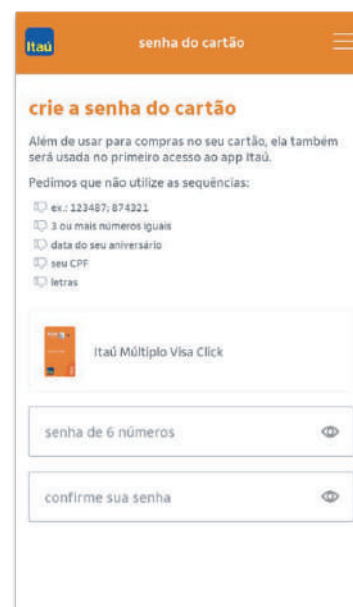 Itaú
senha do cartão
crie a senha do cartão
Além de usar para compras no seu cartão, ela também
será usada no primeiro acesso ao app Itaú.
Pedimos que não utilize as sequências:
ex.: 123487; 874321
3 ou mais números iguais
data do seu aniversário
seu CPF
letras
Itaú Múltiplo Visa Click
senha de 6 números
confirme sua senha